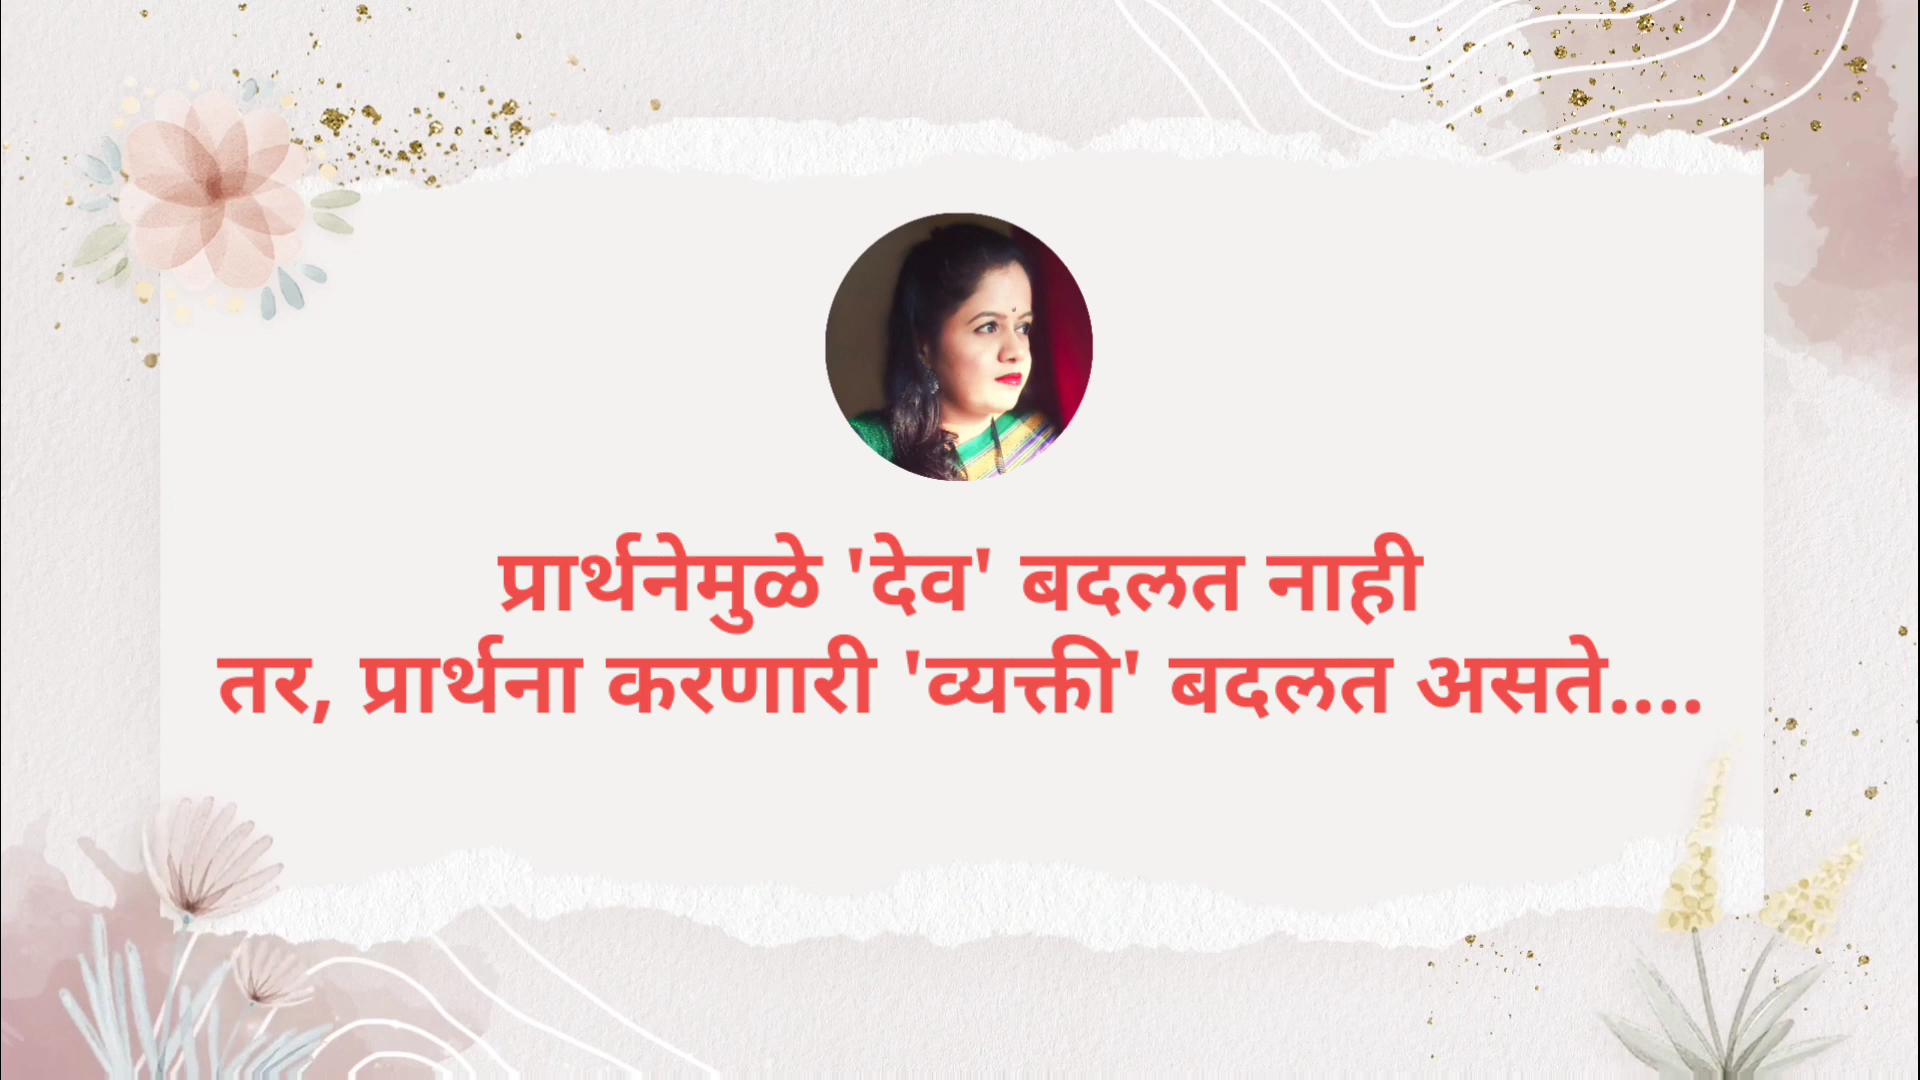 प्रार्थनेमुळे 'देव' बदलत नाही
तर, प्रार्थना करणारी 'व्यक्ती' बदलत असते....